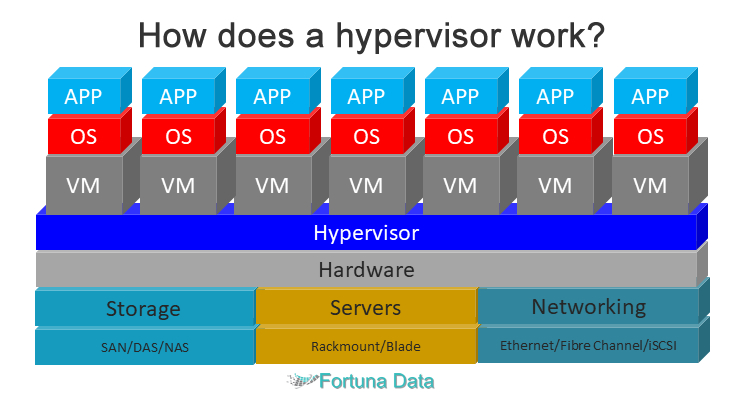 How does a hypervisor work?
APP APP APP APP APP APP APP
OS OS OS OS OS OS OS
VM VM VM VM VM VM VM
Hypervisor
Hardware
Storage Servers Networking
SAN/DAS/NAS Rackmount/Blade Ethernet/Fibre Channel/iSCSI
Fortuna Data